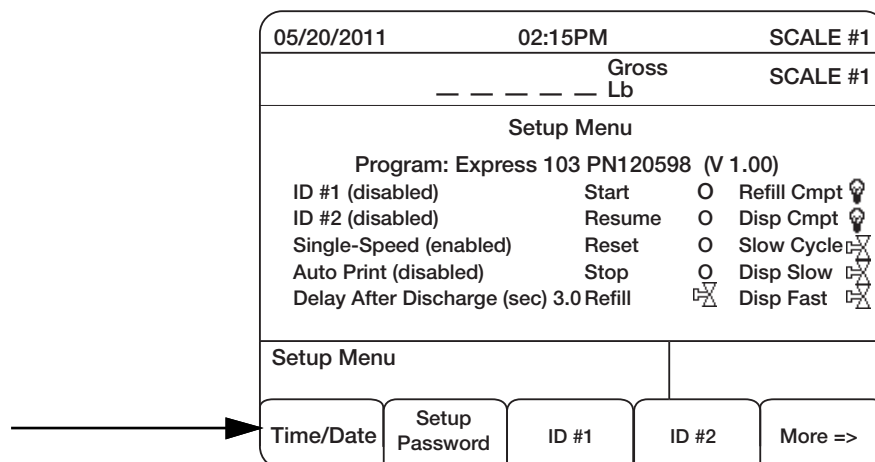 05/20/2011 02:15PM SCALE #1
Gross SCALE #1
_ _ _ _ _ Lb
Setup Menu
Program: Express 103 PN120598 (V 1.00)
ID #1 (disabled) Start O Refill Cmpt
ID #2 (disabled) Resume O Disp Cmpt
Single-Speed (enabled) Reset O Slow Cycle
Auto Print (disabled) Stop O Disp Slow
Delay After Discharge (sec) 3.0 Refill Disp Fast
Setup Menu
Time/Date Setup Password ID #1 ID #2 More =>